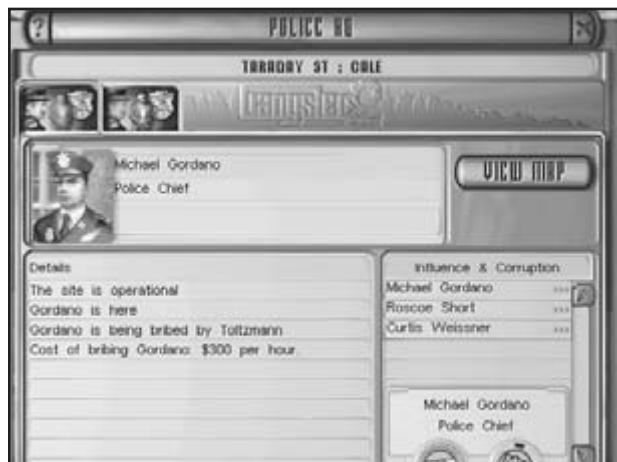 ?
POLICE HQ
TARADAY ST : CALE
Gangsters 2
Michael Gordano
Police Chief
VIEW MAP
Details
The site is operational
Gordano is here
Gordano is being bribed by Toltzmann
Cost of bribing Gordano: $300 per hour.
Influence & Corruption
Michael Gordano
Roscoe Short
Curtis Weissner
Michael Gordano
Police Chief